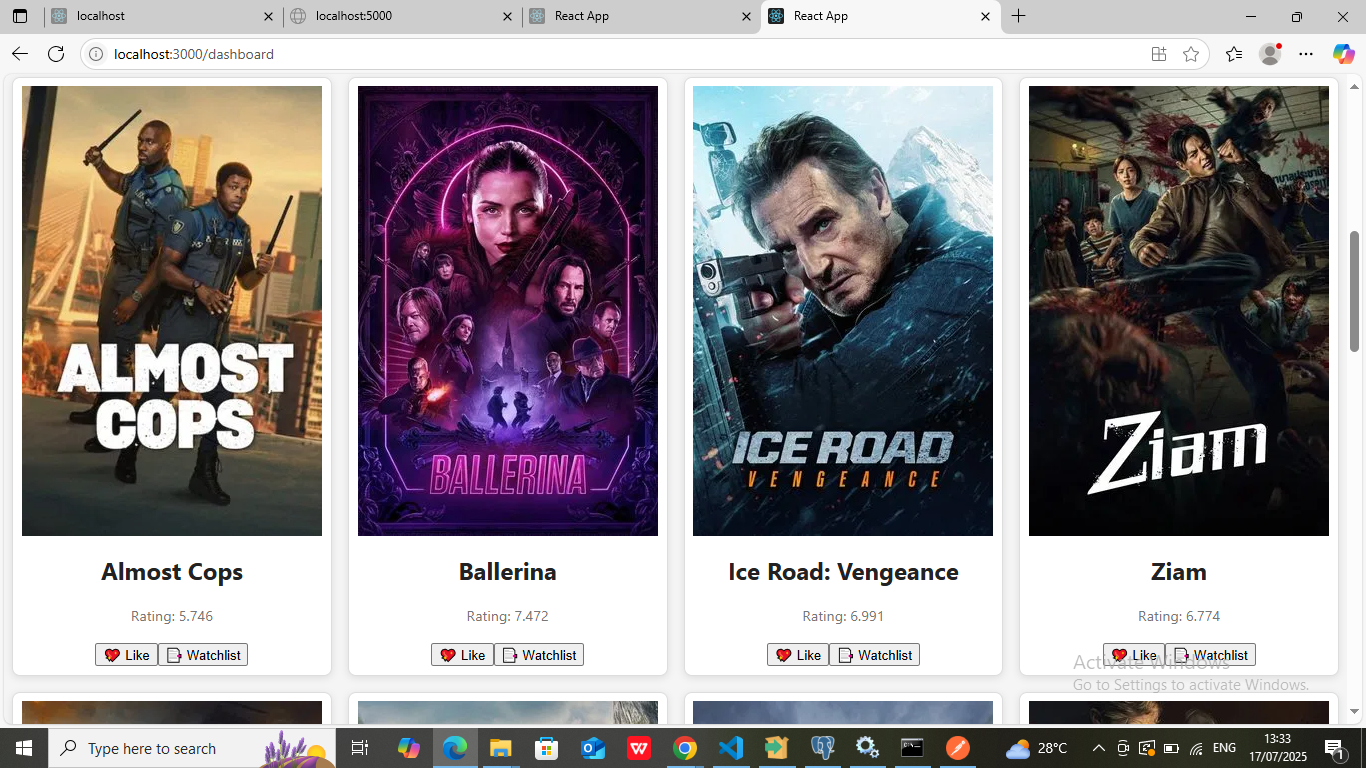 localhost
localhost:5000
React App
React App
localhost:3000/dashboard
ALMOST
COPS
BALLERINA
ICE ROAD
VENGEANCE
Ziam
Almost Cops
Ballerina
Ice Road: Vengeance
Ziam
Rating: 5.746
Rating: 7.472
Rating: 6.991
Rating: 6.774
Like
Watchlist
Like
Watchlist
Like
Watchlist
Like
Watchlist
Activate Windows
Go to Settings to activate Windows.
Type here to search
28°C
ENG
13:33
17/07/2025
1